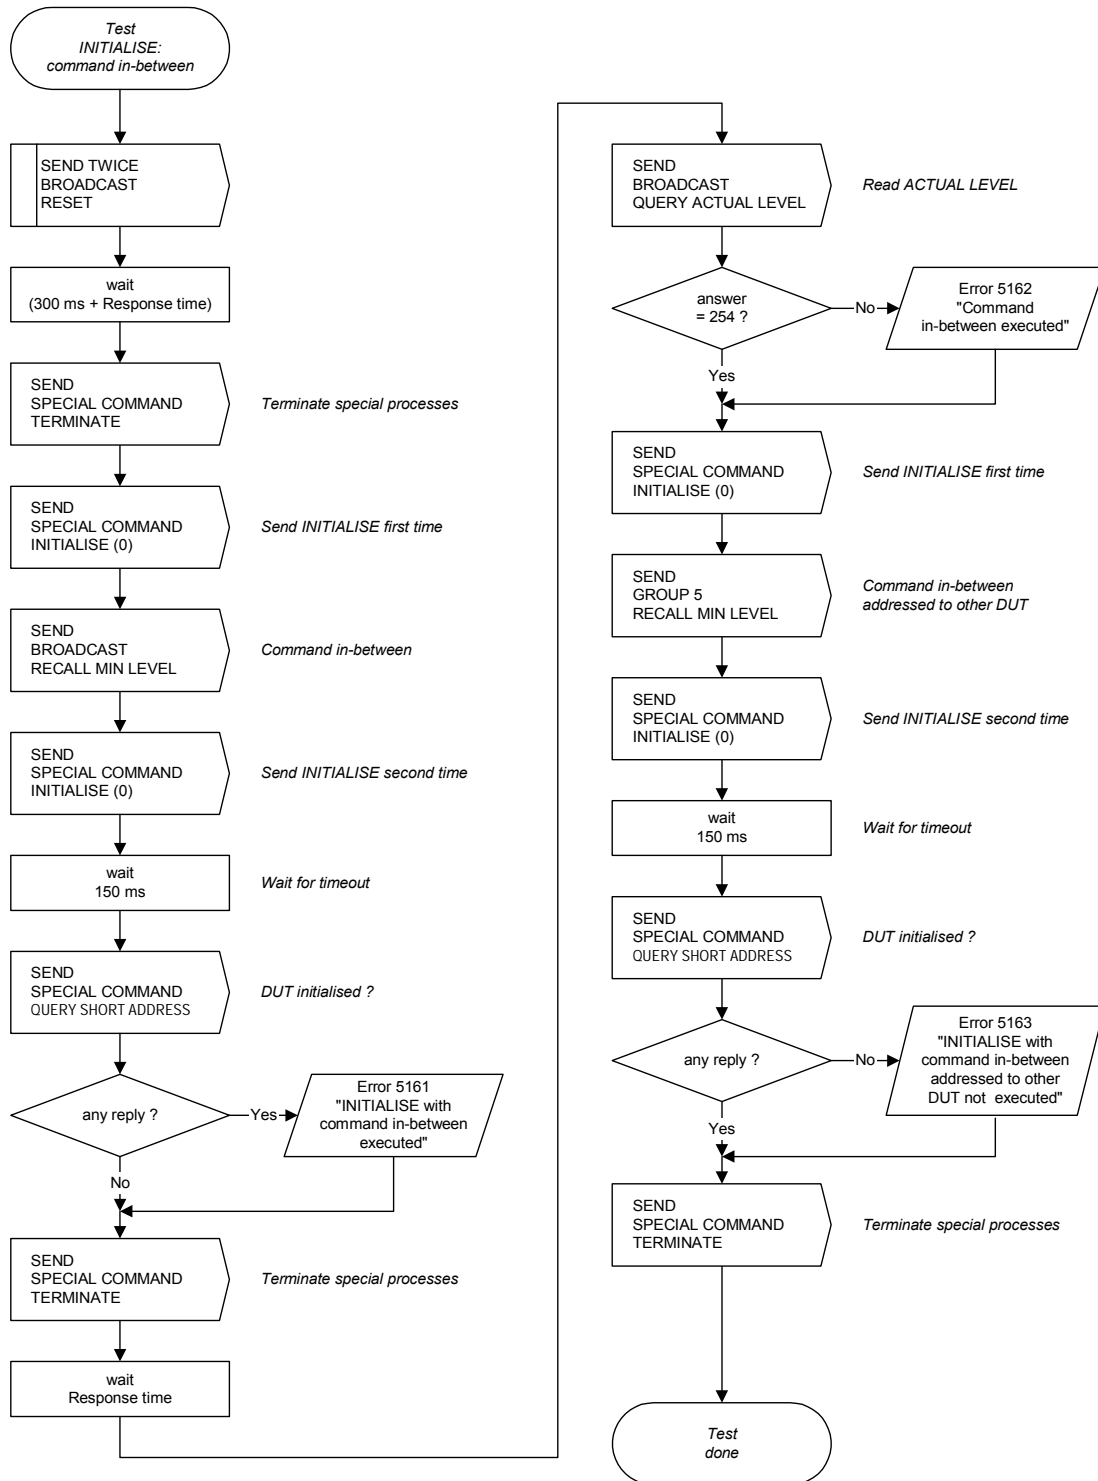 Test
INITIALISE:
command in-between
SEND TWICE
BROADCAST
RESET
wait
(300 ms + Response time)
SEND
SPECIAL COMMAND
TERMINATE
Terminate special processes
SEND
SPECIAL COMMAND
INITIALISE (0)
Send INITIALISE first time
SEND
BROADCAST
RECALL MIN LEVEL
Command in-between
SEND
SPECIAL COMMAND
INITIALISE (0)
Send INITIALISE second time
wait
150 ms
Wait for timeout
SEND
SPECIAL COMMAND
QUERY SHORT ADDRESS
DUT initialised ?
any reply ?
Yes
Error 5161
"INITIALISE with
command in-between
executed"
No
SEND
SPECIAL COMMAND
TERMINATE
Terminate special processes
wait
Response time
SEND
BROADCAST
QUERY ACTUAL LEVEL
Read ACTUAL LEVEL
answer
= 254 ?
No
Error 5162
"Command
in-between executed"
Yes
SEND
SPECIAL COMMAND
INITIALISE (0)
Send INITIALISE first time
SEND
GROUP 5
RECALL MIN LEVEL
Command in-between
addressed to other DUT
SEND
SPECIAL COMMAND
INITIALISE (0)
Send INITIALISE second time
wait
150 ms
Wait for timeout
SEND
SPECIAL COMMAND
QUERY SHORT ADDRESS
DUT initialised ?
any reply ?
No
Error 5163
"INITIALISE with
command in-between
addressed to other
DUT not executed"
Yes
SEND
SPECIAL COMMAND
TERMINATE
Terminate special processes
Test
done